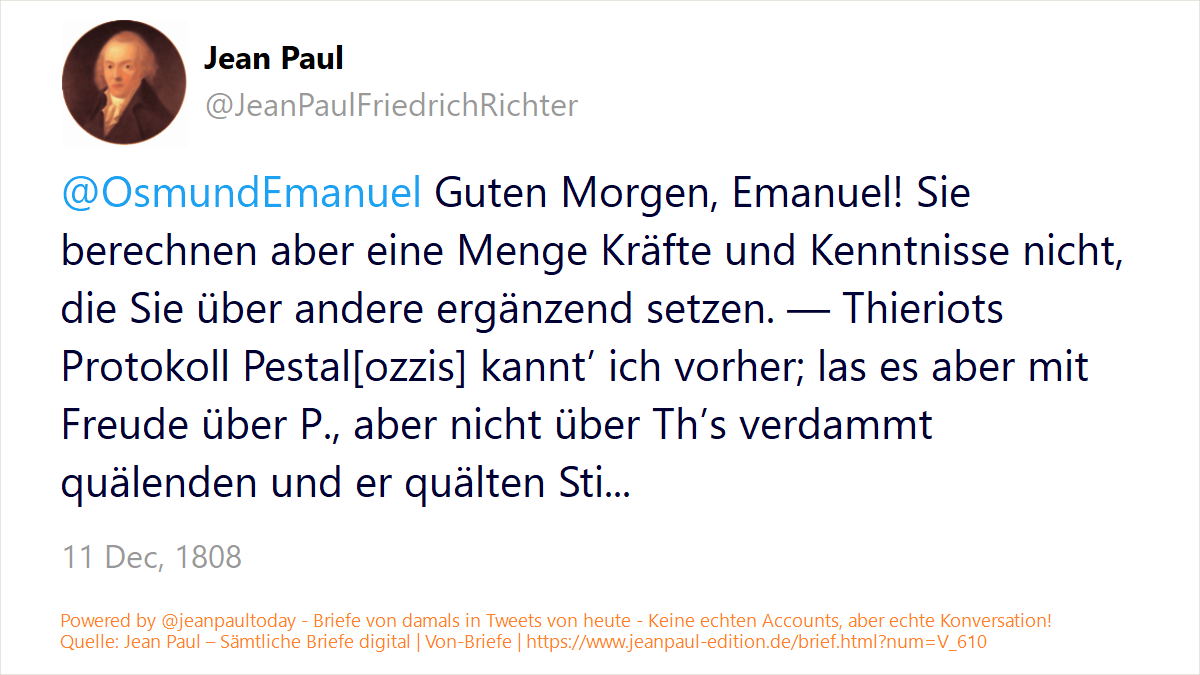 Jean Paul
@JeanPaulFriedrichRichter
@OsmundEmanuel Guten Morgen, Emanuel! Sie
berechnen aber eine Menge Kräfte und Kenntnisse nicht,
die Sie über andere ergänzend setzen. — Thieriots
Protokoll Pestal[ozzis] kannt’ ich vorher; las es aber mit
Freude über P., aber nicht über Th’s verdammt
quälenden und er quälten Sti...
11 Dec, 1808
Powered by @jeanpaultoday - Briefe von damals in Tweets von heute - Keine echten Accounts, aber echte Konversation!
Quelle: Jean Paul – Sämtliche Briefe digital | Von-Briefe | https://www.jeanpaul-edition.de/brief.html?num=V_610